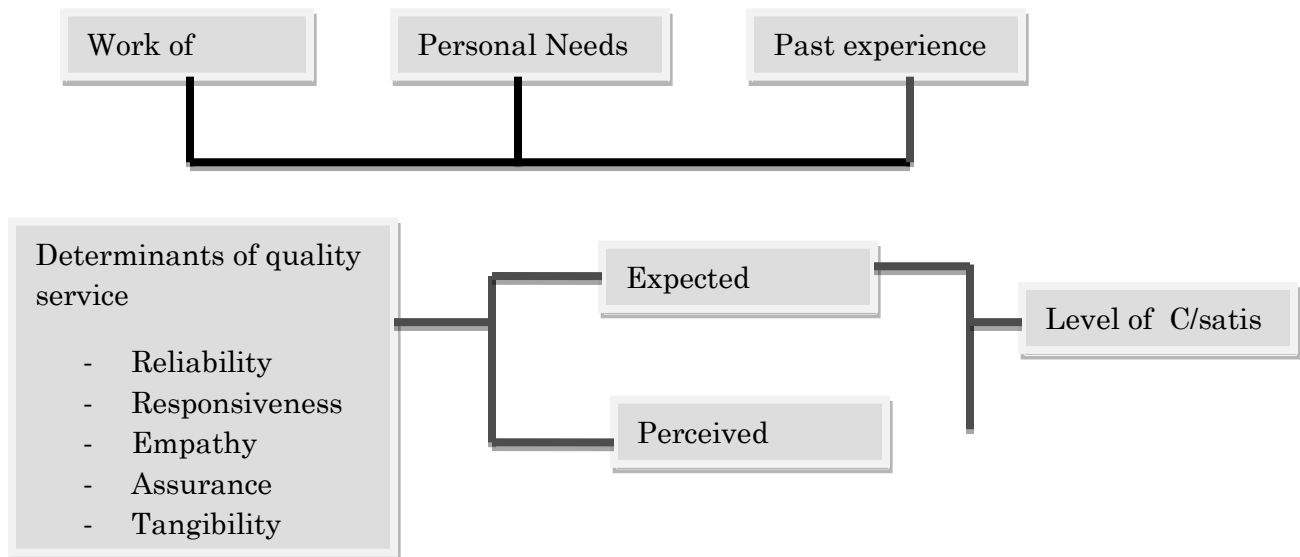 Work of
Personal Needs
Past experience
Determinants of quality
service
- Reliability
- Responsiveness
- Empathy
- Assurance
- Tangibility
Expected
Perceived
Level of C/satis